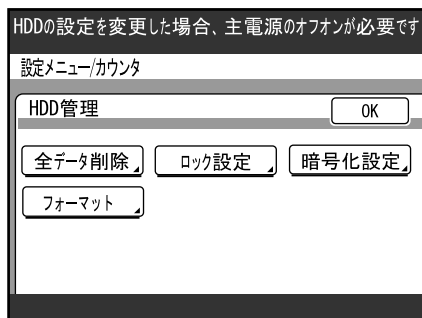 HDDの設定を変更した場合、主電源のオフオンが必要です
設定メニュー/カウンタ
HDD管理 OK
全データ削除 ロック設定 暗号化設定
フォーマット